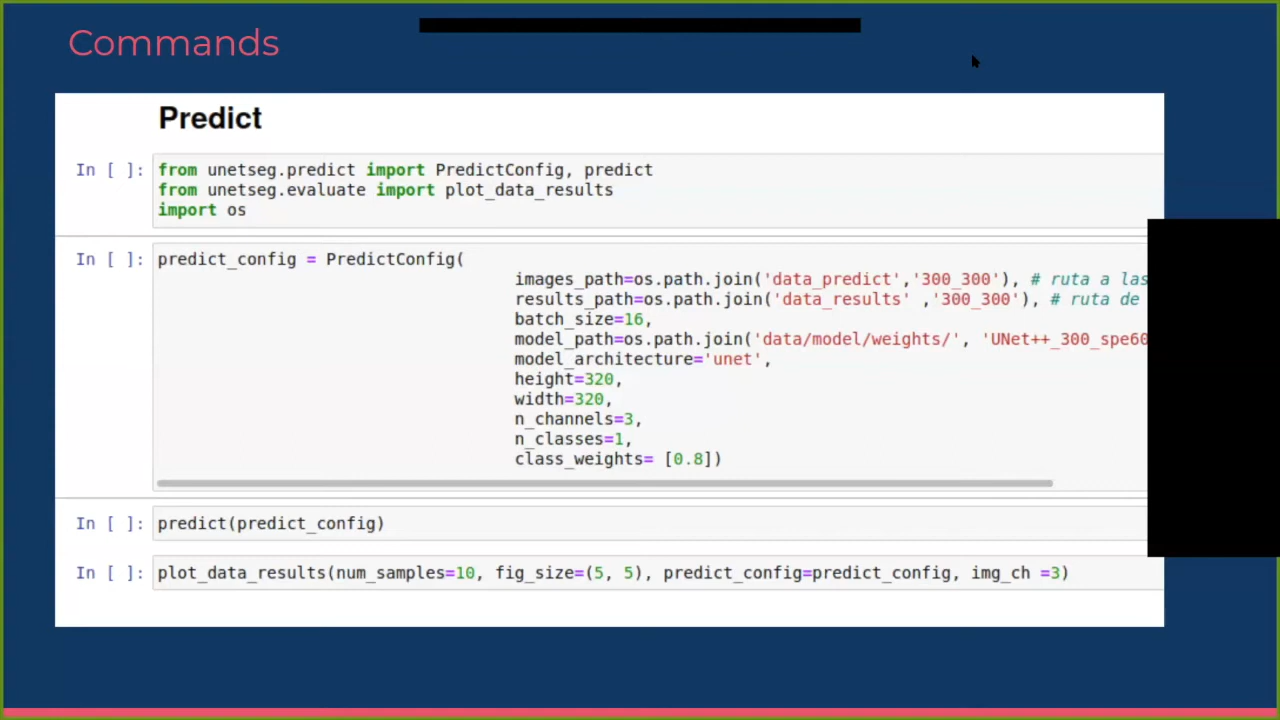 Commands
Predict
In [ ]: from unetseg.predict import PredictConfig, predict
from unetseg.evaluate import plot_data_results
import os
In [ ]: predict_config = PredictConfig(
images_path=os.path.join('data_predict','300_300'), # ruta a las
results_path=os.path.join('data_results' ,'300_300'), # ruta de
batch_size=16,
model_path=os.path.join('data/model/weights/', 'UNet++_300_spe60
model_architecture='unet',
height=320,
width=320,
n_channels=3,
n_classes=1,
class_weights= [0.8])
In [ ]: predict(predict_config)
In [ ]: plot_data_results(num_samples=10, fig_size=(5, 5), predict_config=predict_config, img_ch =3)